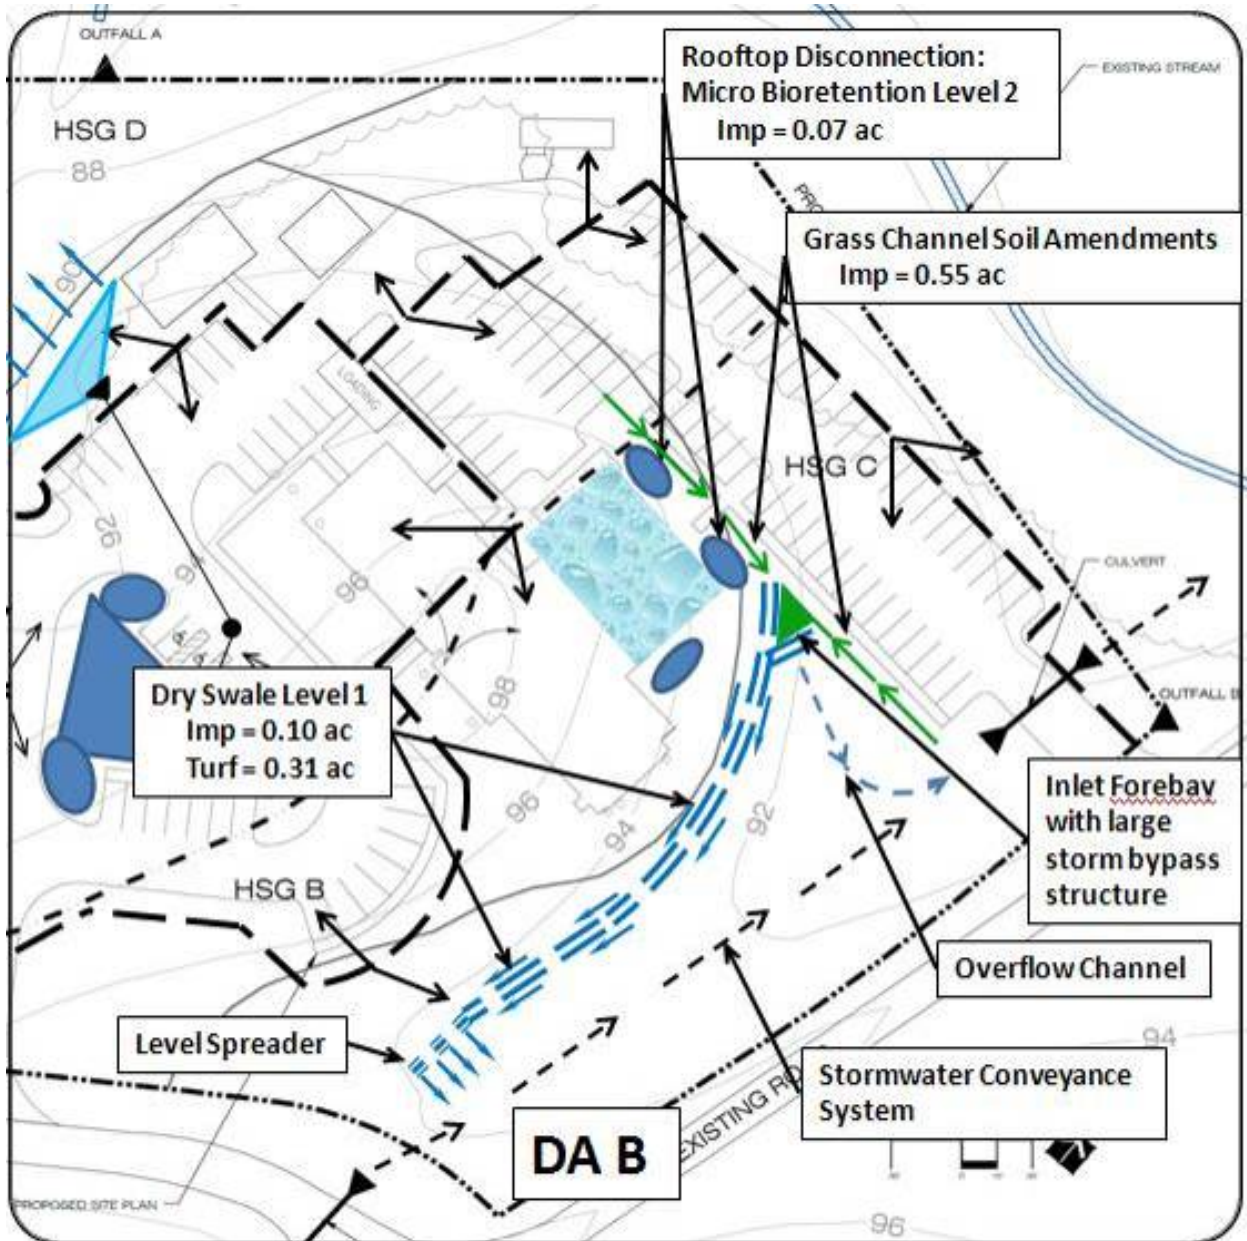 OUTFALL A
Rooftop Disconnection:
Micro Bioretention Level 2
Imp = 0.07 ac
EXISTING STREAM
HSG D
88
Grass Channel Soil Amendments
Imp = 0.55 ac
90
LOADING
HSG C
92
94
96
CULVERT
98
OUTFALL B
Dry Swale Level 1
Imp = 0.10 ac
Turf = 0.31 ac
96
94
92
Inlet Forebay
with large
storm bypass
structure
HSG B
Overflow Channel
Level Spreader
94
Stormwater Conveyance
System
EXISTING RO
DA B
PROPOSED SITE PLAN
96